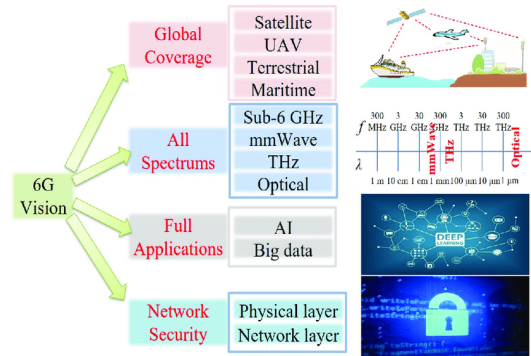 6G
Vision
Global
Coverage
Satellite
UAV
Terrestrial
Maritime
All
Spectrums
Sub-6 GHz
mmWave
THz
Optical
Full
Applications
AI
Big data
Network
Security
Physical layer
Network layer
300 3 30 300 3 30 300
f MHz GHz GHz GHz THz THz THz
mmWave
THz
Optical
λ
1 m 10 cm 1 cm 1 mm 100 μm 10 μm 1 μm
DEEP
LEARNING